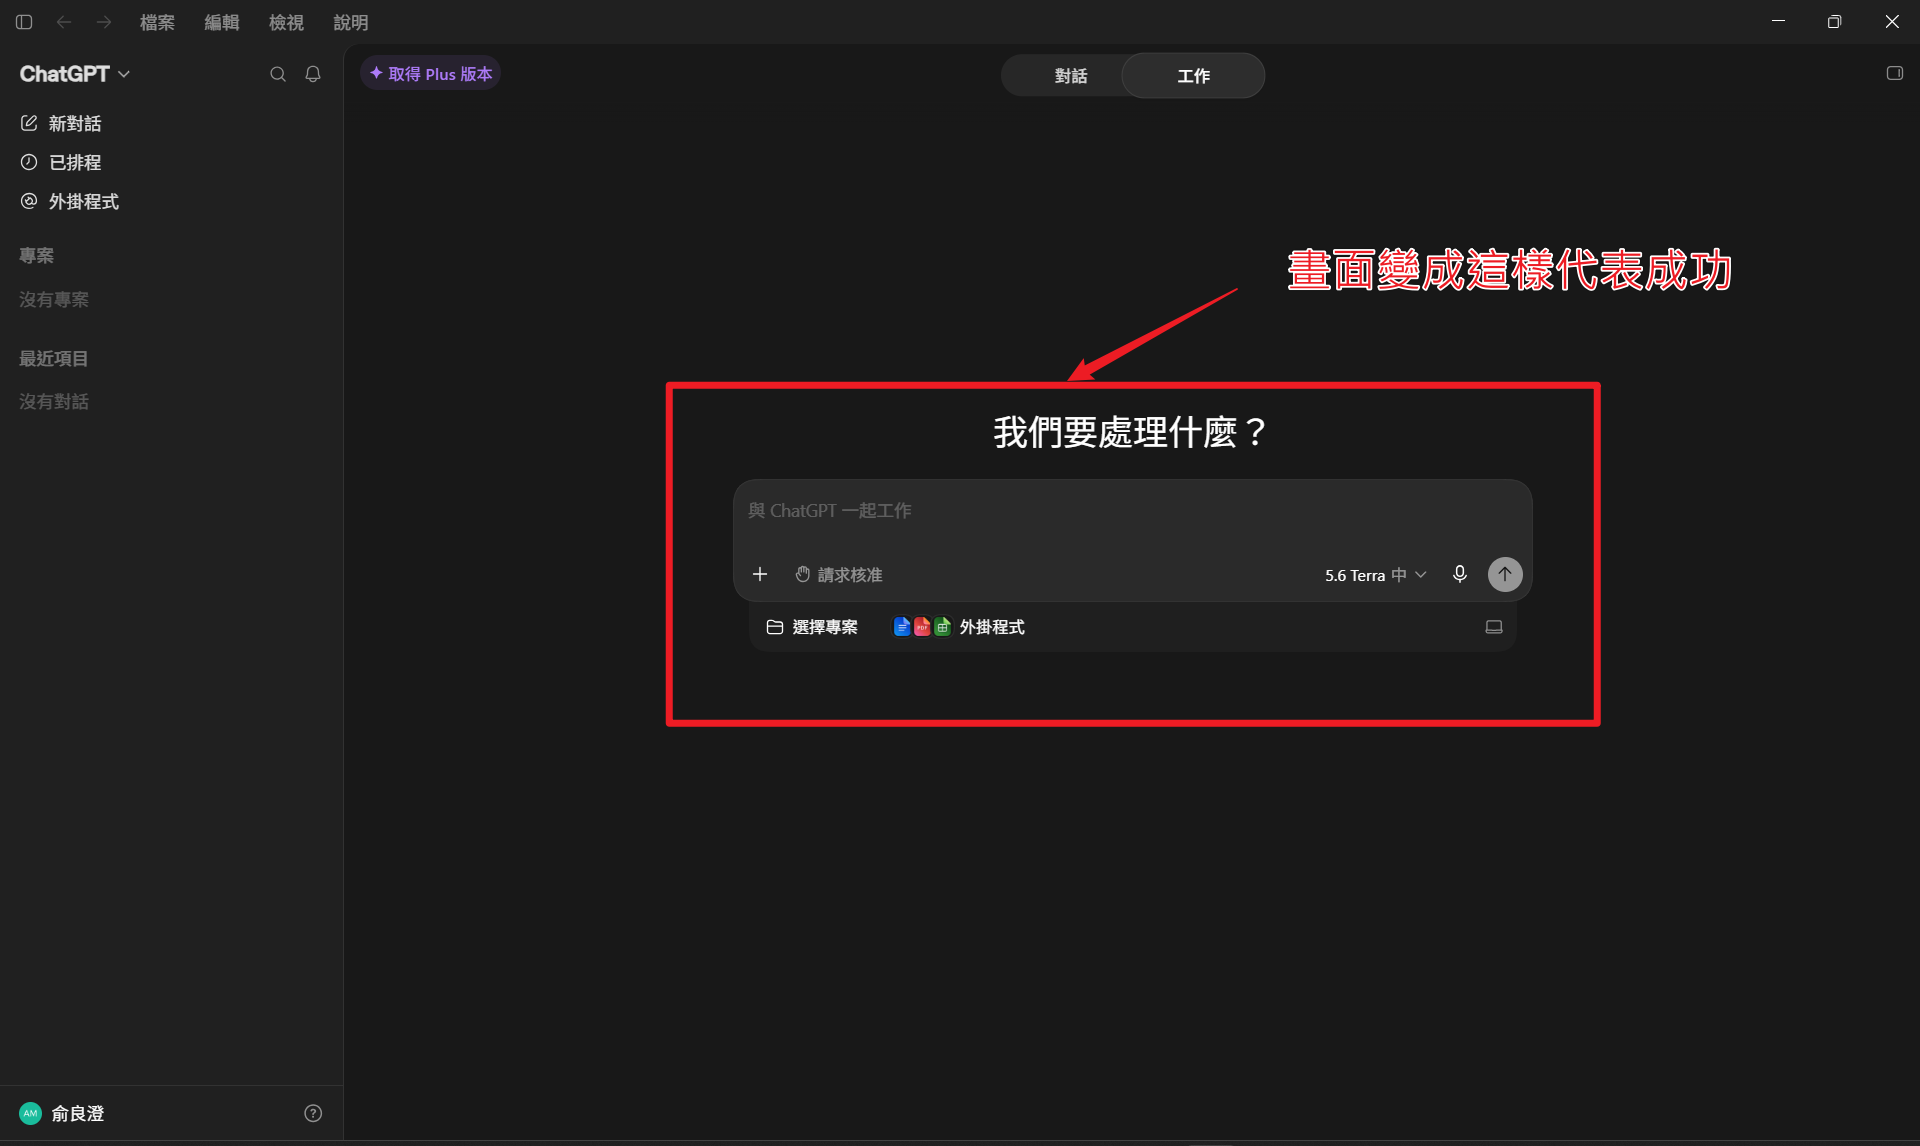 檔案 編輯 檢視 說明
ChatGPT
新對話
已排程
外掛程式
專案
沒有專案
最近項目
沒有對話
AM 俞良澄
取得 Plus 版本
對話 工作
畫面變成這樣代表成功
我們要處理什麼？
與 ChatGPT 一起工作
請求核准 5.6 Terra 中
選擇專案 PDF 外掛程式